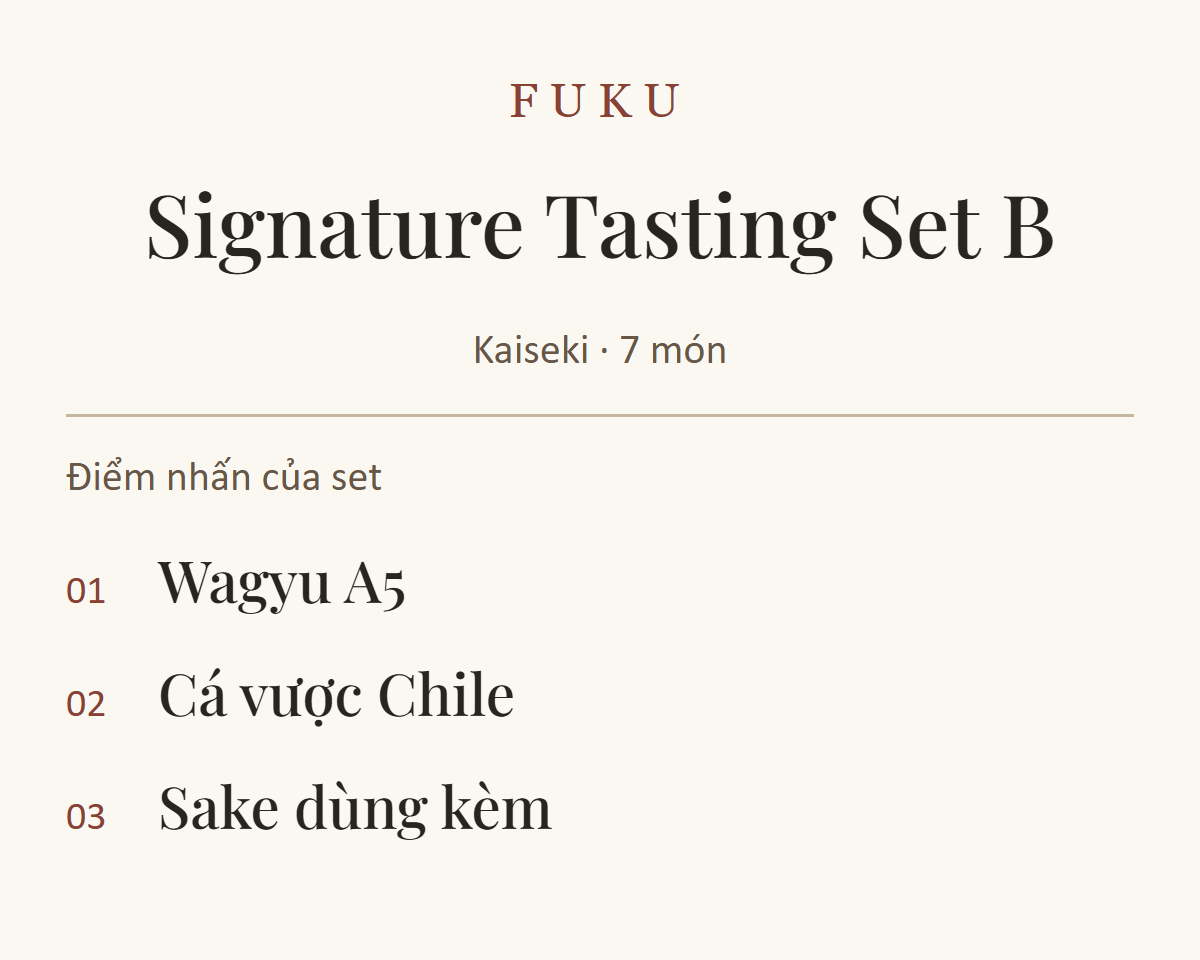 FUKU
Signature Tasting Set B
Kaiseki · 7 món
Điểm nhấn của set
01 Wagyu A5
02 Cá vược Chile
03 Sake dùng kèm